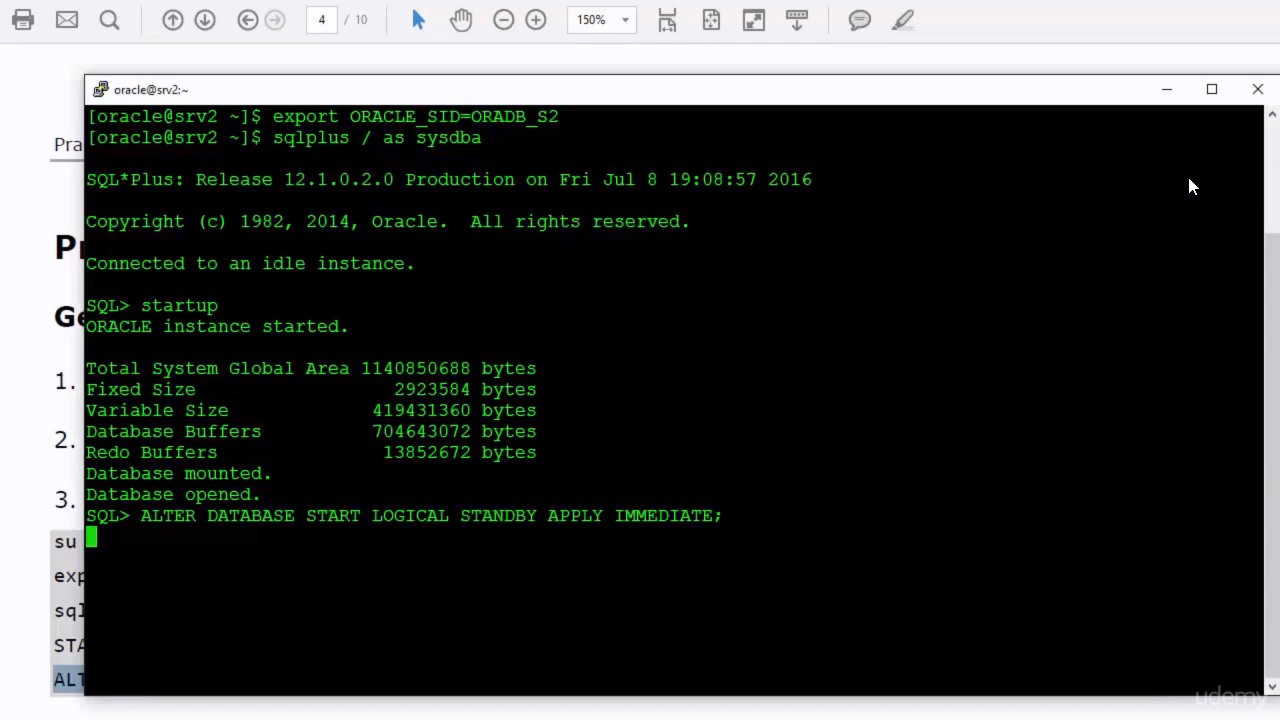 4 / 10
150%
oracle@srv2:~
[oracle@srv2 ~]$ export ORACLE_SID=ORADB_S2
[oracle@srv2 ~]$ sqlplus / as sysdba
Pra
SQL*Plus: Release 12.1.0.2.0 Production on Fri Jul 8 19:08:57 2016
Copyright (c) 1982, 2014, Oracle.  All rights reserved.
Connected to an idle instance.
SQL> startup
Ge
ORACLE instance started.
Total System Global Area 1140850688 bytes
1.
Fixed Size 2923584 bytes
Variable Size 419431360 bytes
Database Buffers 704643072 bytes
2.
Redo Buffers 13852672 bytes
Database mounted.
Database opened.
3.
SQL> ALTER DATABASE START LOGICAL STANDBY APPLY IMMEDIATE;
su
exp
sql
STA
ALT
udemy